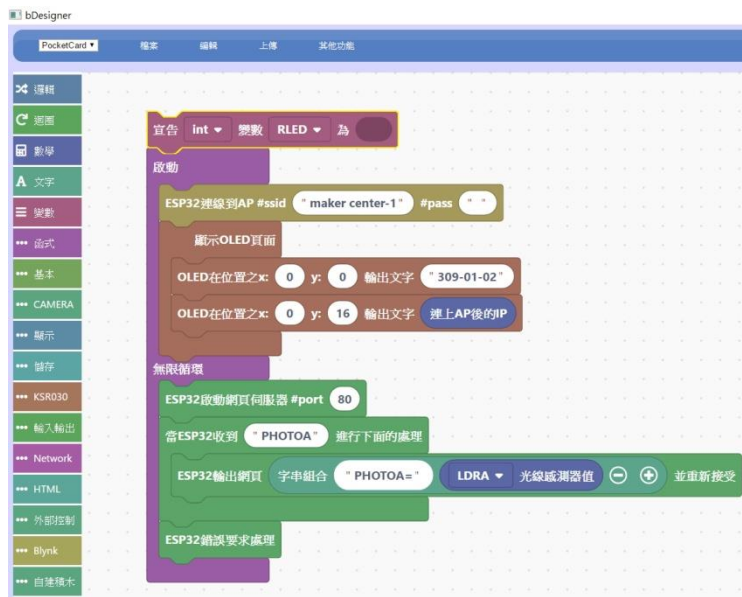 bDesigner
PocketCard 檔案 編輯 上傳 其他功能
邏輯
迴圈
數學
A 文字
變數
函式
基本
CAMERA
顯示
儲存
KSR030
輸入輸出
Network
HTML
外部控制
Blynk
自建積木
宣告 int 變數 RLED 為
啟動
ESP32連線到AP #ssid " maker center-1 " #pass " "
顯示OLED頁面
OLED在位置之x: 0 y: 0 輸出文字 " 309-01-02 "
OLED在位置之x: 0 y: 16 輸出文字 連上AP後的IP
無限循環
ESP32啟動網頁伺服器 #port 80
當ESP32收到 " PHOTOA " 進行下面的處理
ESP32輸出網頁 字串組合 " PHOTOA= " LDRA 光線感測器值 並重新接受
ESP32錯誤要求處理